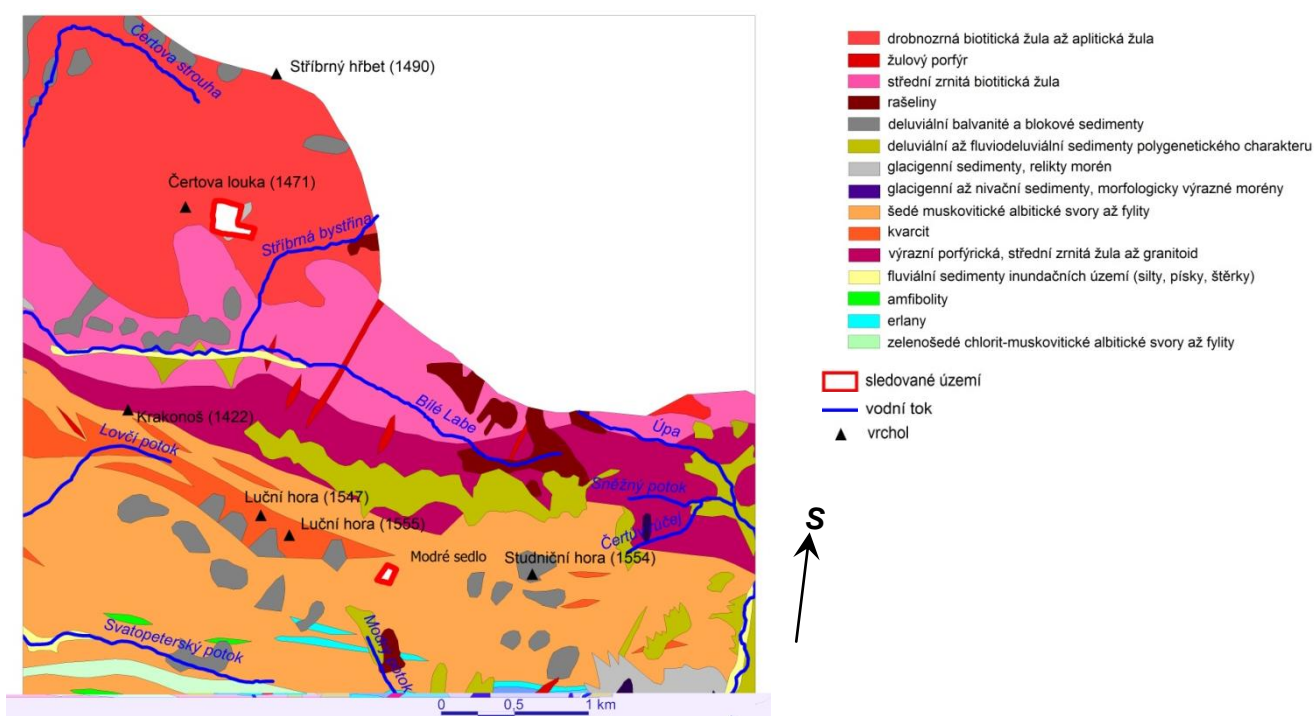 Čertova strouha
Stříbrný hřbet (1490)
Čertova louka (1471)
Stříbrná bystřina
Krakonoš (1422)
Bílé Labe
Úpa
Lovčí potok
Sněžný potok
Luční hora (1547)
Luční hora (1555)
Čertův ručej
Modré sedlo
Studniční hora (1554)
Svatopeterský potok
Modrý potok
0 0,5 1 km
drobnozrná biotitická žula až aplitická žula
žulový porfýr
střední zrnitá biotitická žula
rašeliny
deluviální balvanité a blokové sedimenty
deluviální až fluviodeluviální sedimenty polygenetického charakteru
glacigenní sedimenty, relikty morén
glacigenní až nivační sedimenty, morfologicky výrazné morény
šedé muskovitické albitické svory až fylity
kvarcit
výrazní porfýrická, střední zrnitá žula až granitoid
fluviální sedimenty inundačních území (silty, písky, štěrky)
amfibolity
erlany
zelenošedé chlorit-muskovitické albitické svory až fylity
sledované území
vodní tok
vrchol
S